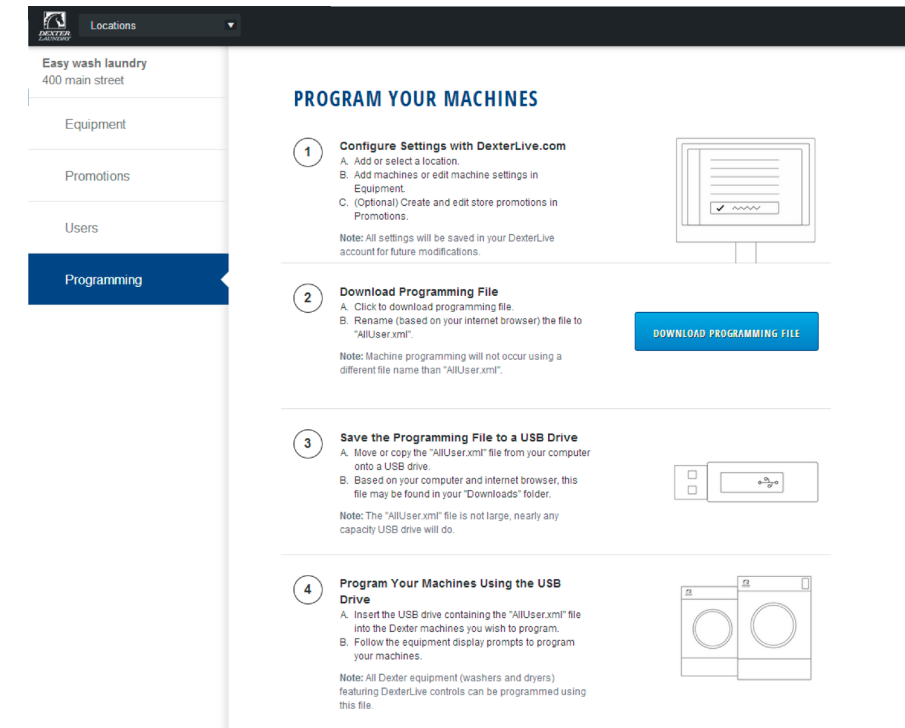 DEXTER
LAUNDRY
Locations
Easy wash laundry
400 main street
Equipment
Promotions
Users
Programming
PROGRAM YOUR MACHINES
1
Configure Settings with DexterLive.com
A. Add or select a location.
B. Add machines or edit machine settings in
Equipment.
C. (Optional) Create and edit store promotions in
Promotions.
Note: All settings will be saved in your DexterLive
account for future modifications.
2
Download Programming File
A. Click to download programming file.
B. Rename (based on your internet browser) the file to
"AllUser.xml".
Note: Machine programming will not occur using a
different file name than "AllUser.xml".
DOWNLOAD PROGRAMMING FILE
3
Save the Programming File to a USB Drive
A. Move or copy the "AllUser.xml" file from your computer
onto a USB drive.
B. Based on your computer and internet browser, this
file may be found in your "Downloads" folder.
Note: The "AllUser.xml" file is not large, nearly any
capacity USB drive will do.
4
Program Your Machines Using the USB
Drive
A. Insert the USB drive containing the "AllUser.xml" file
into the Dexter machines you wish to program.
B. Follow the equipment display prompts to program
your machines.
Note: All Dexter equipment (washers and dryers)
featuring DexterLive controls can be programmed using
this file.